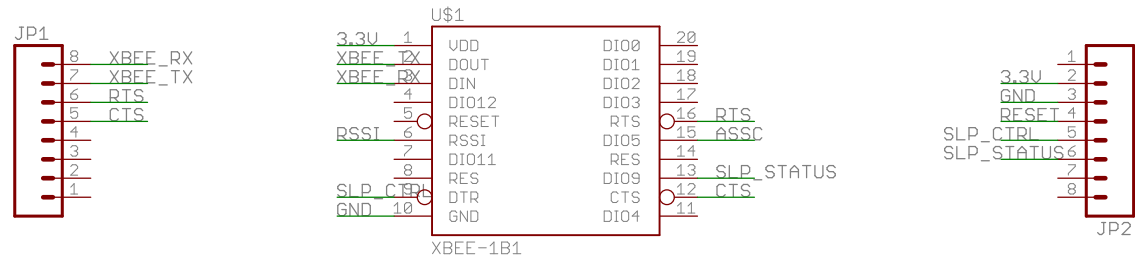 U$1
JP1
8 XBEE_RX
7 XBEE_TX
6 RTS
5 CTS
4
3
2
1
3.3V 1 VDD DIO0 20
XBEE_TX 2 DOUT DIO1 19
XBEE_RX 3 DIN DIO2 18
4 DIO12 DIO3 17
5 RESET RTS 16 RTS
RSSI 6 RSSI DIO5 15 ASSC
7 DIO11 RES 14
8 RES DIO9 13 SLP_STATUS
SLP_CTRL 9 DTR CTS 12 CTS
GND 10 GND DIO4 11
XBEE-1B1
1
3.3V 2
GND 3
RESET 4
SLP_CTRL 5
SLP_STATUS 6
7
8
JP2